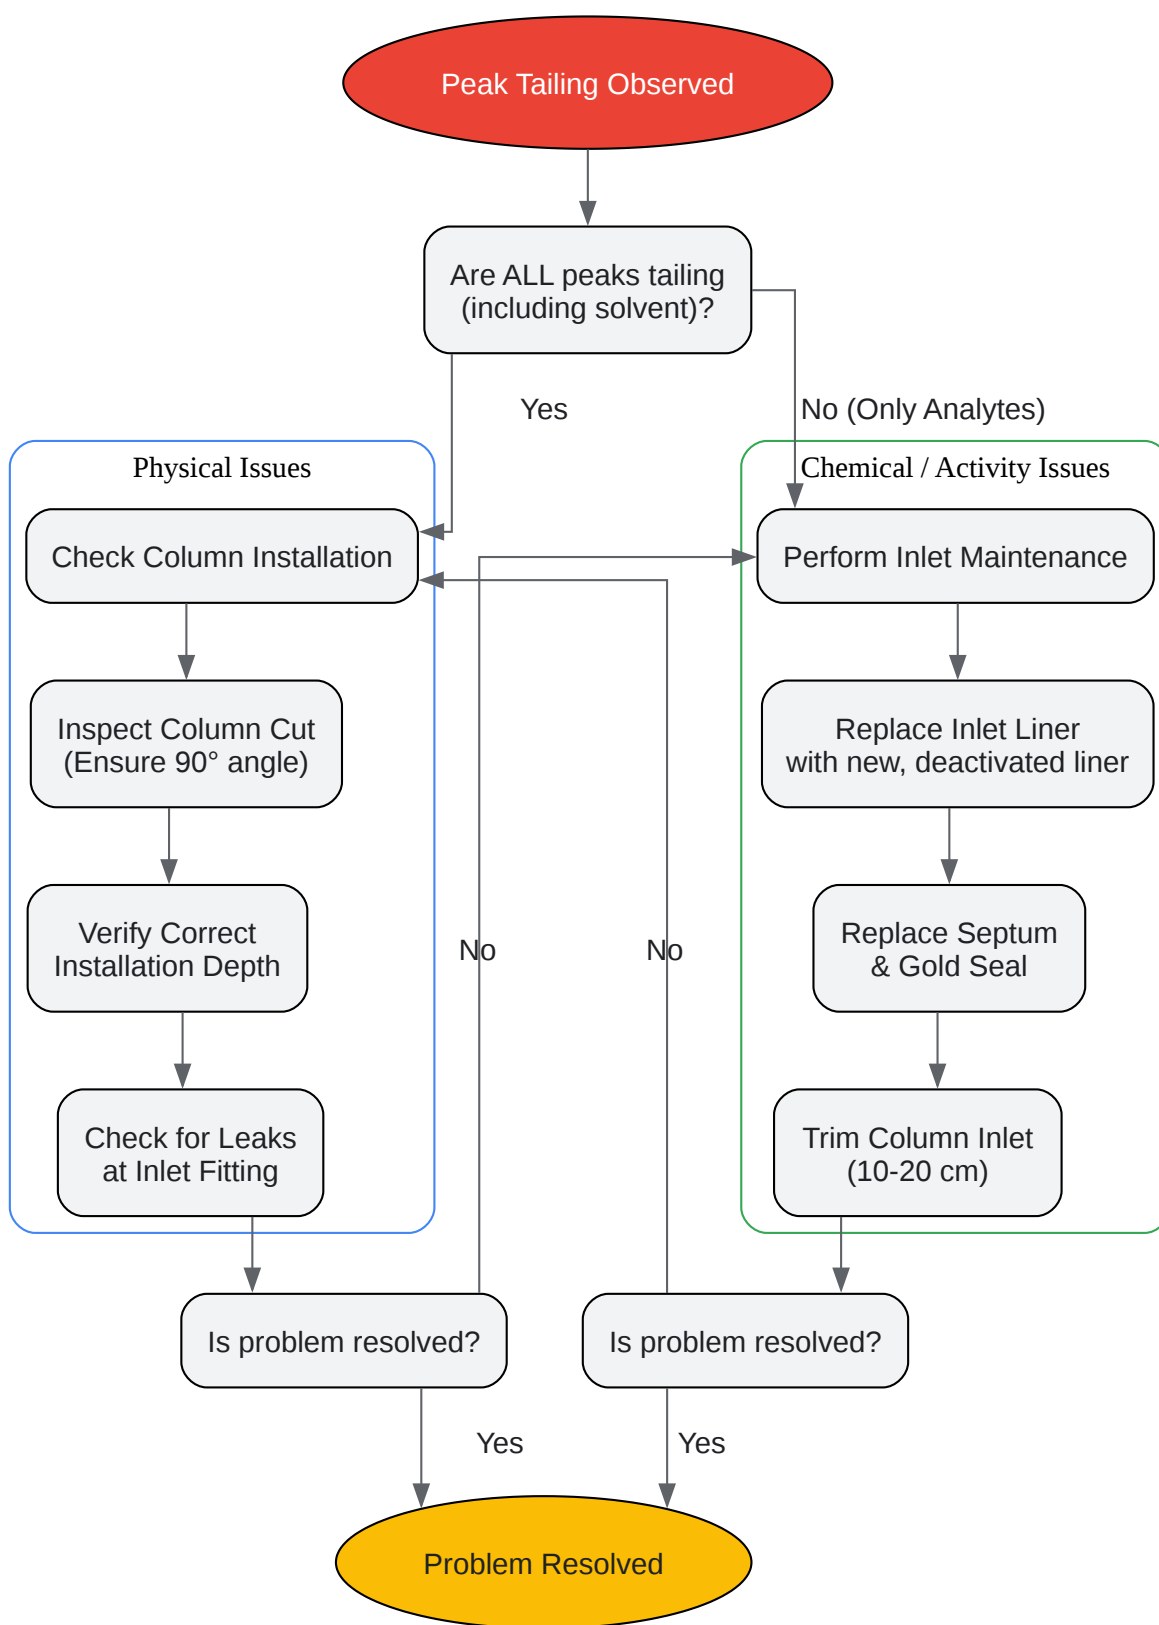 Peak Tailing Observed
Are ALL peaks tailing
(including solvent)?
Yes
No (Only Analytes)
Physical Issues
Check Column Installation
Inspect Column Cut
(Ensure 90° angle)
Verify Correct
Installation Depth
Check for Leaks
at Inlet Fitting
Is problem resolved?
No
Yes
Chemical / Activity Issues
Perform Inlet Maintenance
Replace Inlet Liner
with new, deactivated liner
Replace Septum
& Gold Seal
Trim Column Inlet
(10-20 cm)
Is problem resolved?
No
Yes
Problem Resolved